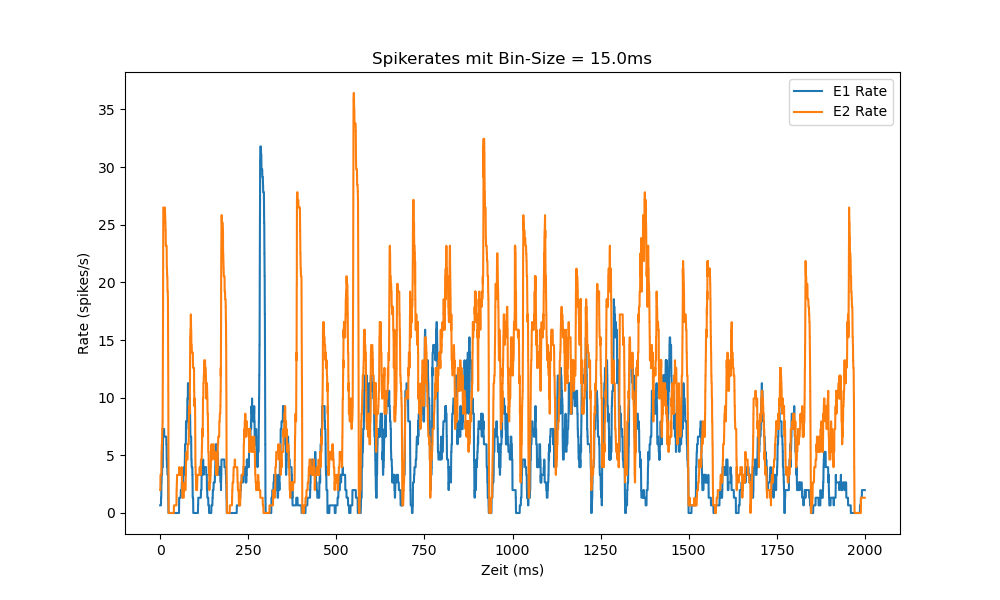 Spikerates mit Bin-Size = 15.0ms
E1 Rate
E2 Rate
Rate (spikes/s)
35
30
25
20
15
10
5
0
0 250 500 750 1000 1250 1500 1750 2000
Zeit (ms)